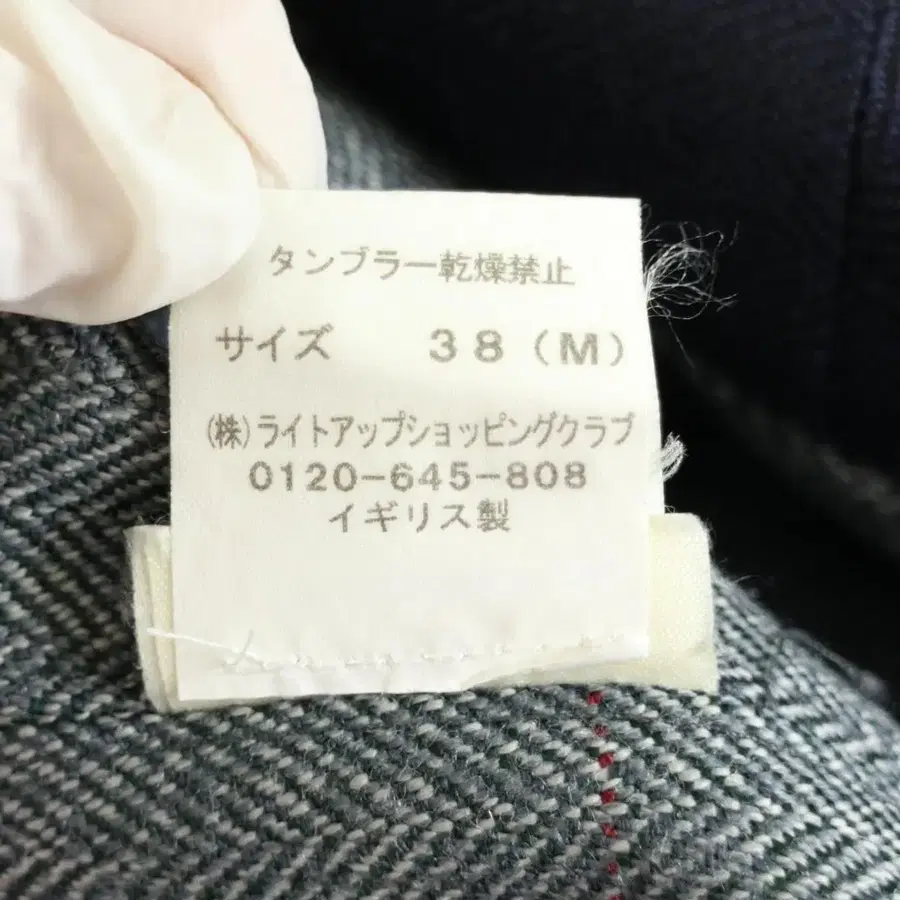 タンブラー乾燥禁止
サイズ 38(M)
(株)ライトアップショッピングクラブ
0120-645-808
イギリス製